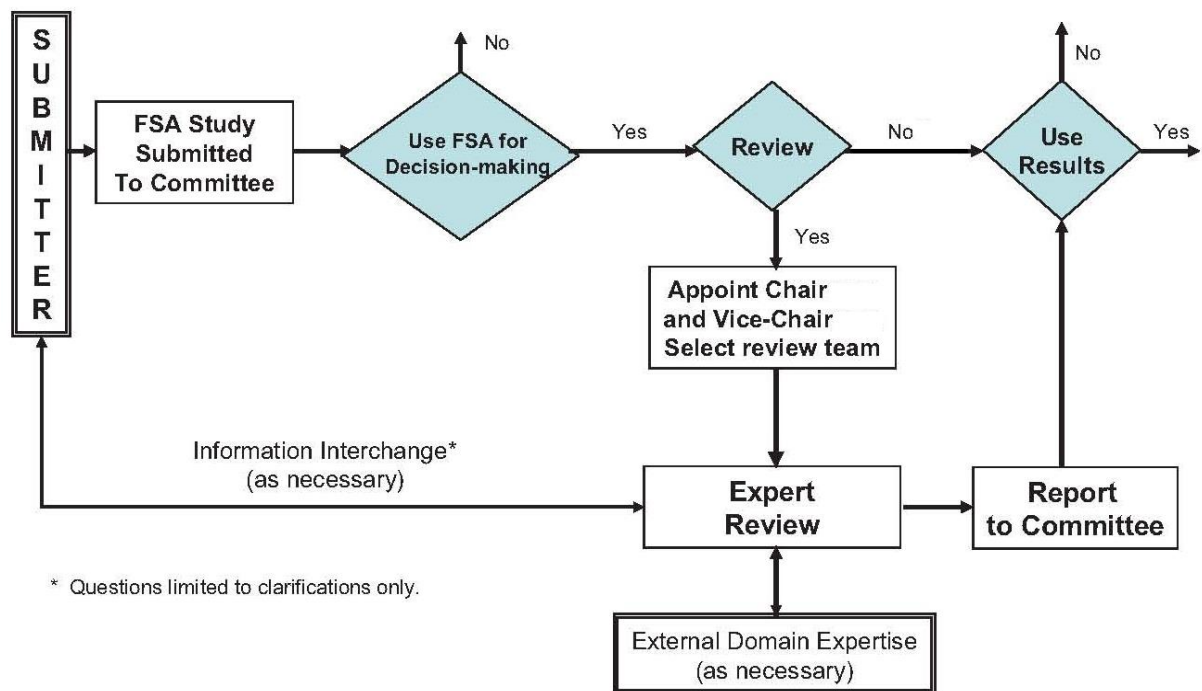 SUBMITTER
FSA Study
Submitted
To Committee
No
Use FSA for
Decision-making
Yes
Review
No
No
Use
Results
Yes
Yes
Appoint Chair
and Vice-Chair
Select review team
Information Interchange*
(as necessary)
Expert
Review
Report
to Committee
* Questions limited to clarifications only.
External Domain Expertise
(as necessary)